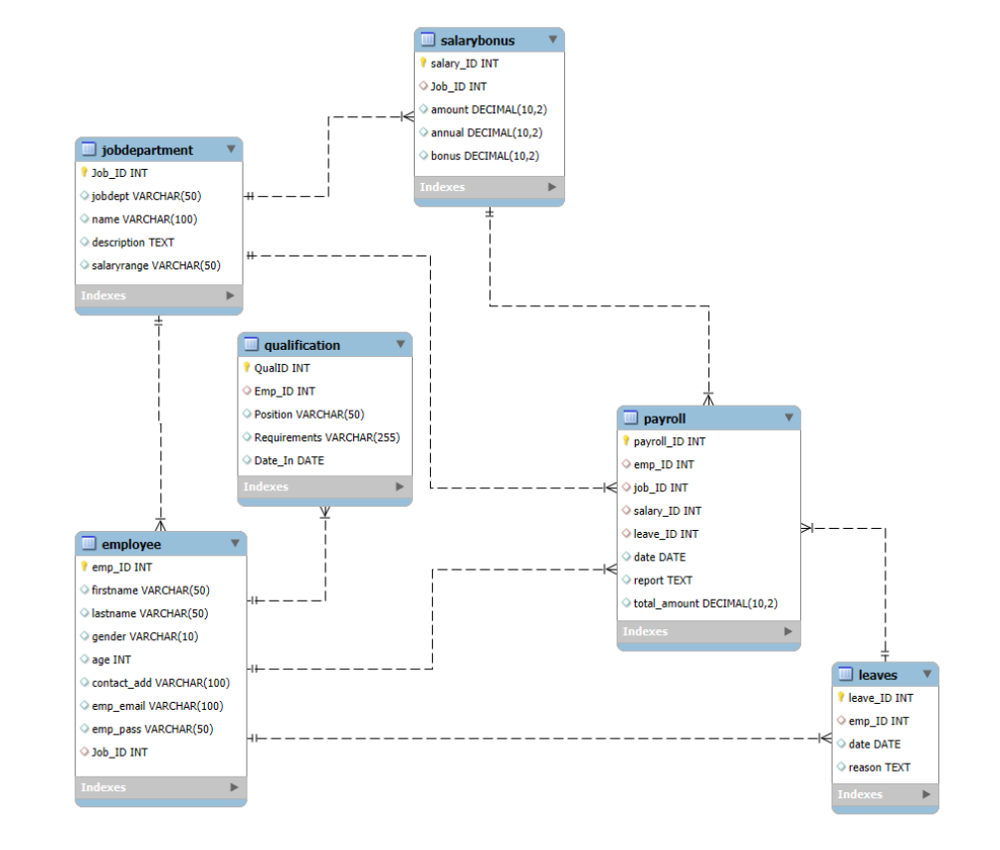 salarybonus
salary_ID INT
Job_ID INT
amount DECIMAL(10,2)
annual DECIMAL(10,2)
bonus DECIMAL(10,2)
Indexes
jobdepartment
Job_ID INT
jobdept VARCHAR(50)
name VARCHAR(100)
description TEXT
salaryrange VARCHAR(50)
Indexes
qualification
QualID INT
Emp_ID INT
Position VARCHAR(50)
Requirements VARCHAR(255)
Date_In DATE
Indexes
payroll
payroll_ID INT
emp_ID INT
job_ID INT
salary_ID INT
leave_ID INT
date DATE
report TEXT
total_amount DECIMAL(10,2)
Indexes
employee
emp_ID INT
firstname VARCHAR(50)
lastname VARCHAR(50)
gender VARCHAR(10)
age INT
contact_add VARCHAR(100)
emp_email VARCHAR(100)
emp_pass VARCHAR(50)
Job_ID INT
Indexes
leaves
leave_ID INT
emp_ID INT
date DATE
reason TEXT
Indexes